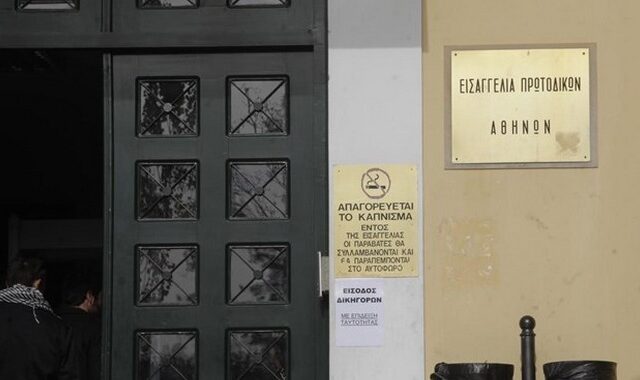 ΕΙΣΑΓΓΕΛΙΑ ΠΡΩΤΟΔΙΚΩΝ
ΑΘΗΝΩΝ
ΑΠΑΓΟΡΕΥΕΤΑΙ
ΤΟ ΚΑΠΝΙΣΜΑ
ΕΝΤΟΣ
ΤΗΣ ΕΙΣΑΓΓΕΛΙΑΣ
ΟΙ ΠΑΡΑΒΑΤΕΣ ΘΑ
ΣΥΛΛΑΜΒΑΝΟΝΤΑΙ ΚΑΙ
ΘΑ ΠΑΡΑΠΕΜΠΟΝΤΑΙ
ΣΤΟ ΑΥΤΟΦΩΡΟ
ΕΙΣΟΔΟΣ
ΔΙΚΗΓΟΡΩΝ
ΜΕ ΕΠΙΔΕΙΞΗ
ΤΑΥΤΟΤΗΤΑΣ